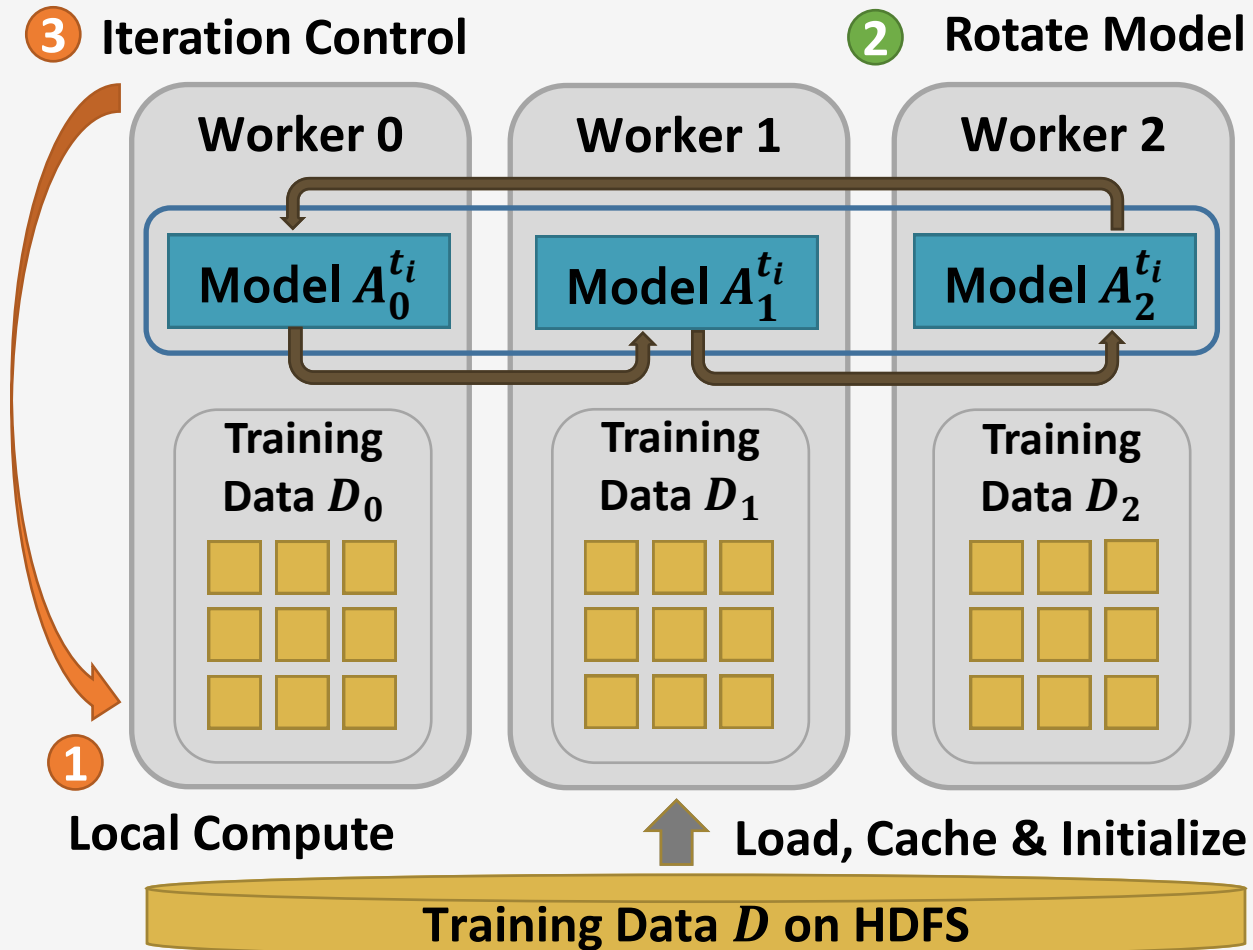 3 Iteration Control
2 Rotate Model
Worker 0
Worker 1
Worker 2
Model $A_0^{t_i}$
Model $A_1^{t_i}$
Model $A_2^{t_i}$
Training
Data $D_0$
Training
Data $D_1$
Training
Data $D_2$
1
Local Compute
Load, Cache & Initialize
Training Data $D$ on HDFS